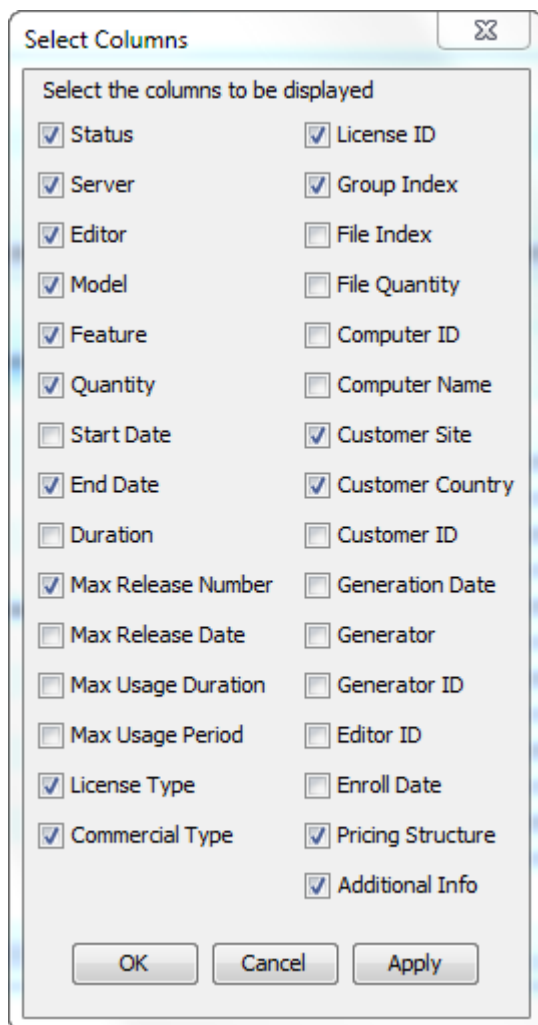 Select Columns
Select the columns to be displayed
Status
Server
Editor
Model
Feature
Quantity
Start Date
End Date
Duration
Max Release Number
Max Release Date
Max Usage Duration
Max Usage Period
License Type
Commercial Type
License ID
Group Index
File Index
File Quantity
Computer ID
Computer Name
Customer Site
Customer Country
Customer ID
Generation Date
Generator
Generator ID
Editor ID
Enroll Date
Pricing Structure
Additional Info
OK
Cancel
Apply